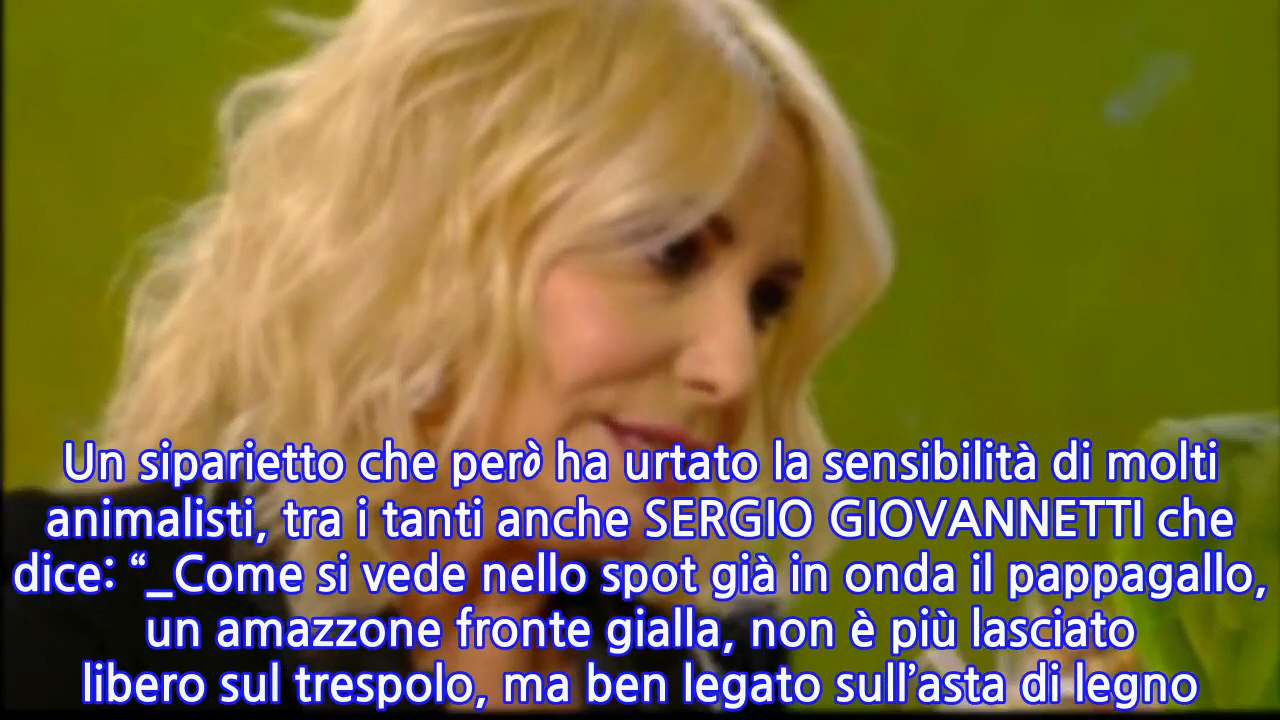 Un siparietto che però ha urtato la sensibilità di molti
animalisti, tra i tanti anche SERGIO GIOVANNETTI che
dice: “_Come si vede nello spot già in onda il pappagallo,
un amazzone fronte gialla, non è più lasciato
libero sul trespolo, ma ben legato sull’asta di legno